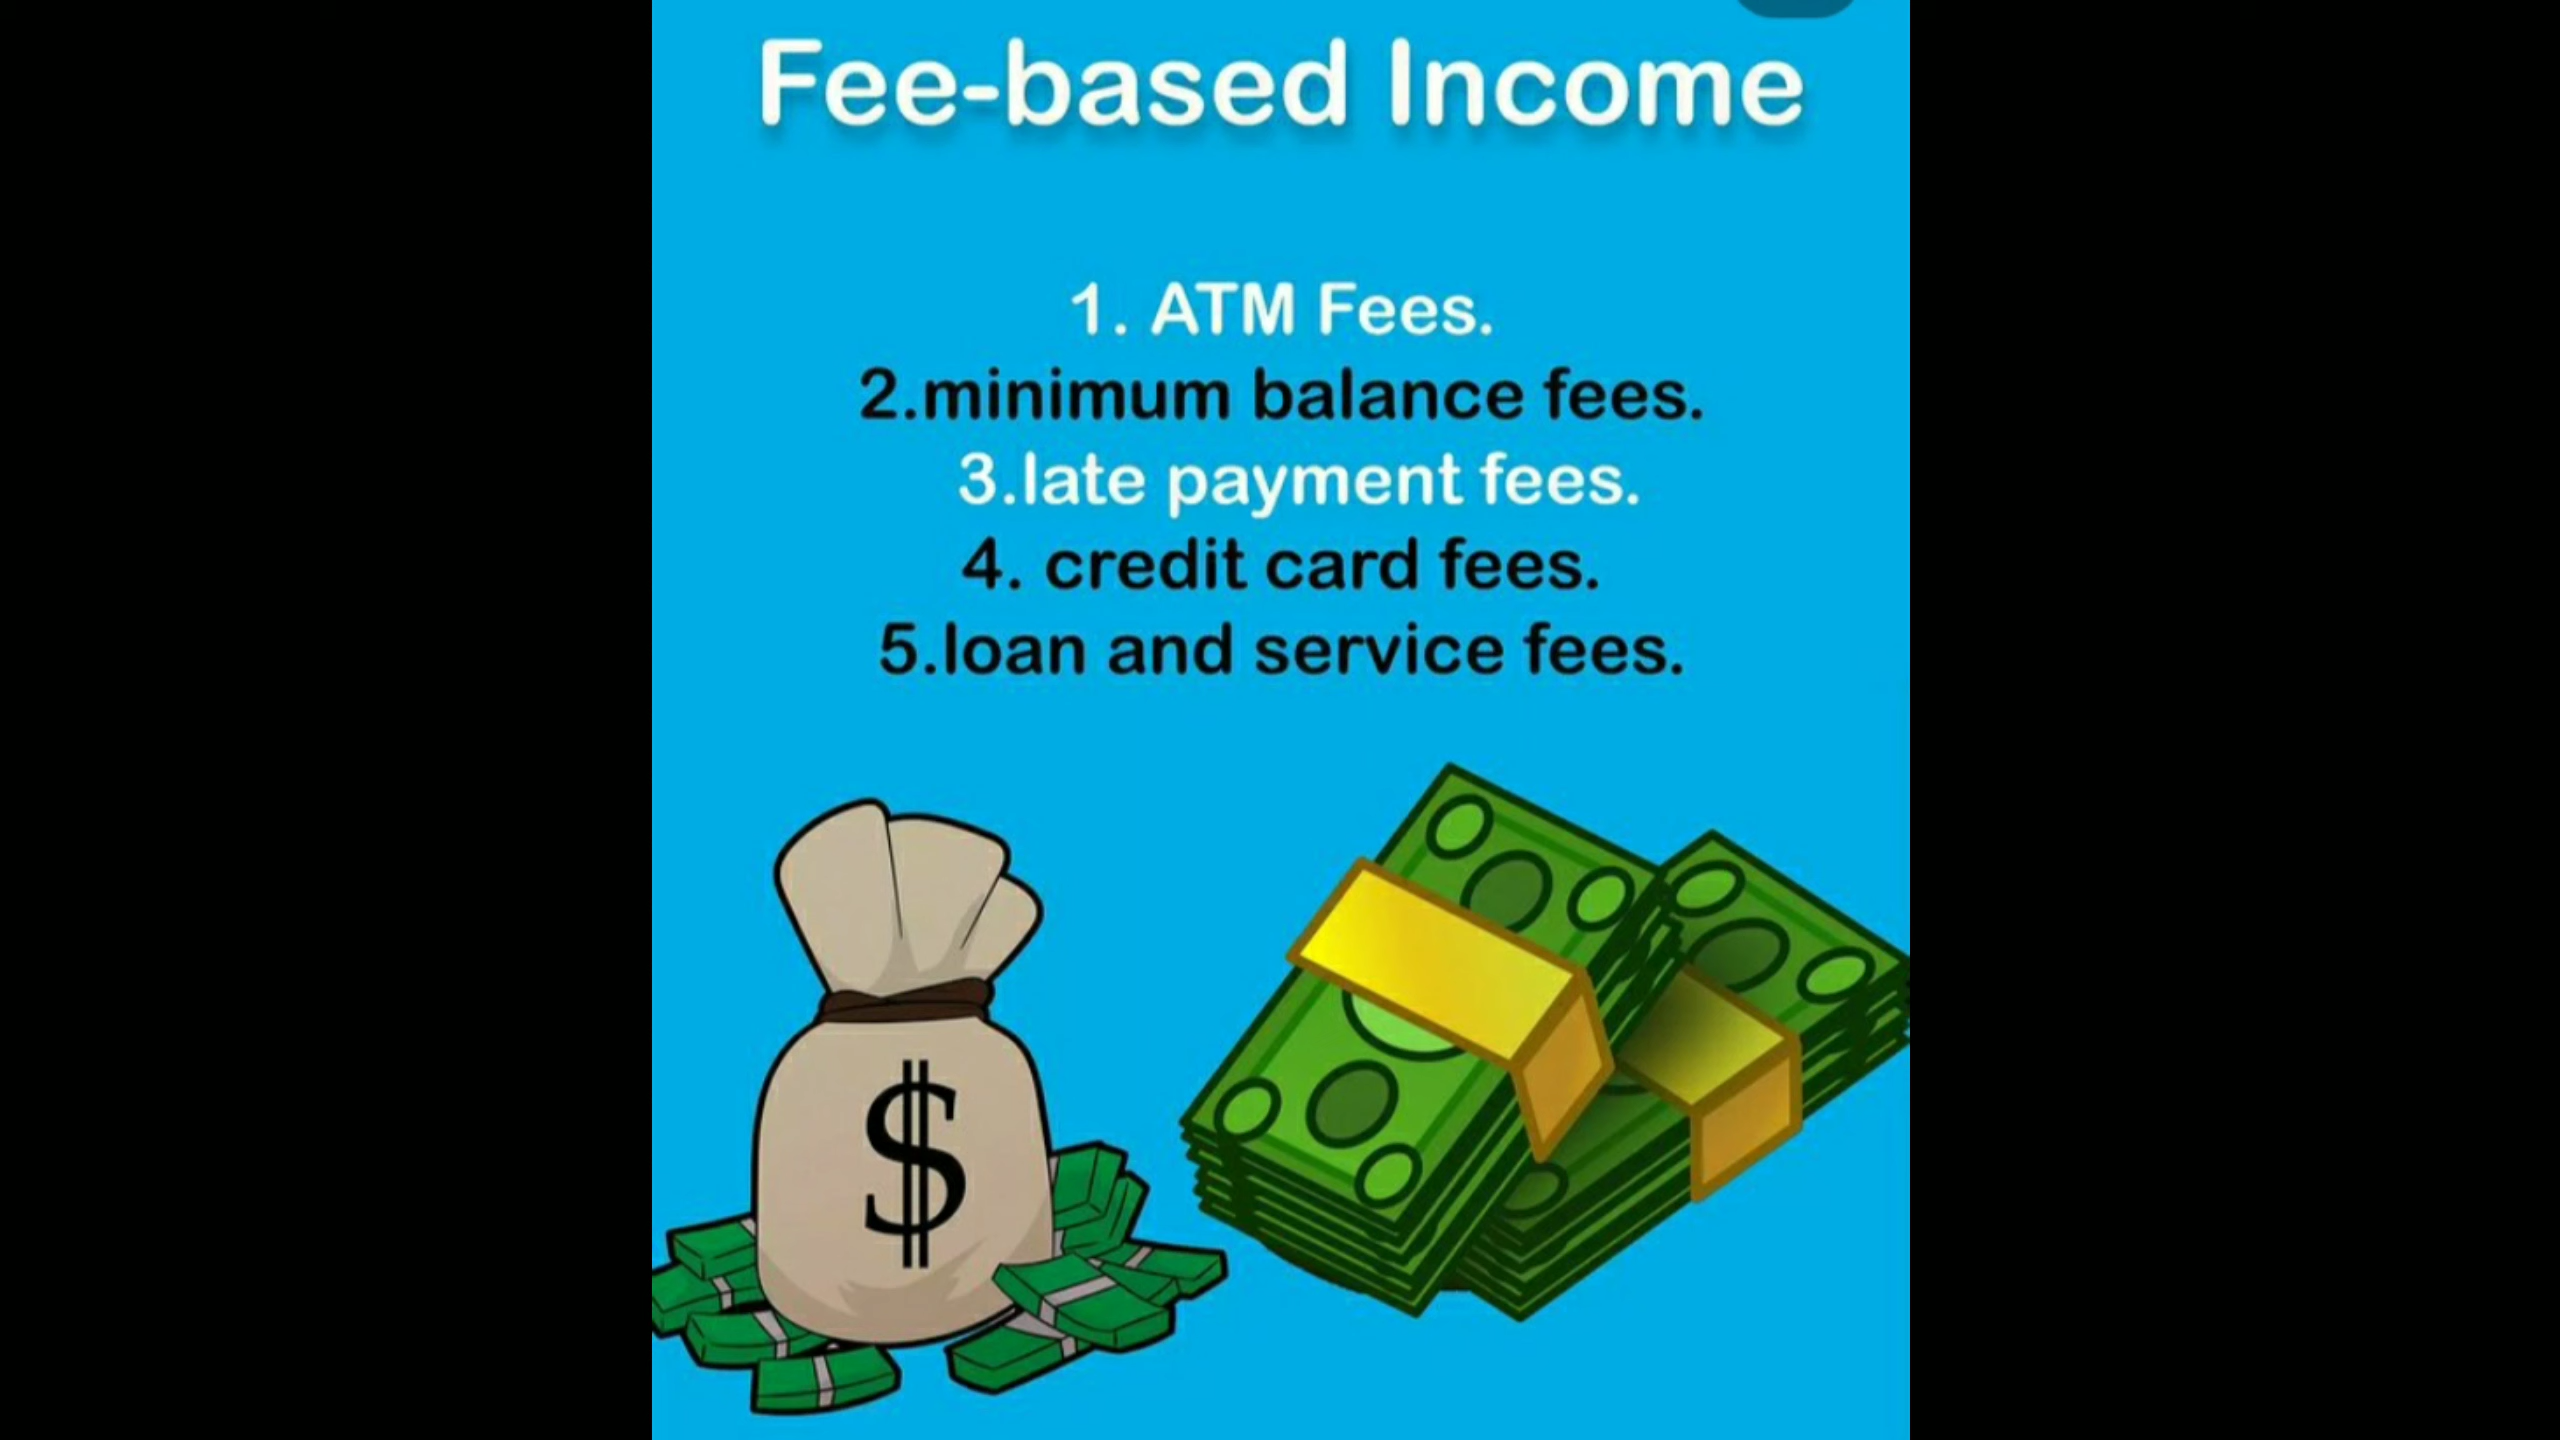 Fee-based Income
1. ATM Fees.
2.minimum balance fees.
3.late payment fees.
4. credit card fees.
5.loan and service fees.
$